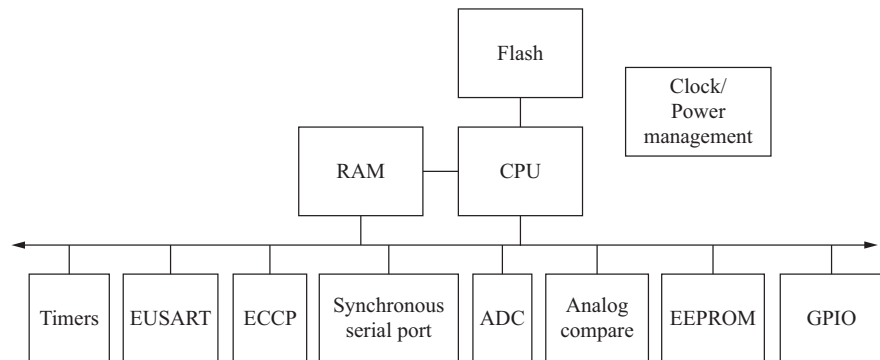 Flash
Clock/
Power
management
RAM
CPU
Timers
EUSART
ECCP
Synchronous
serial port
ADC
Analog
compare
EEPROM
GPIO